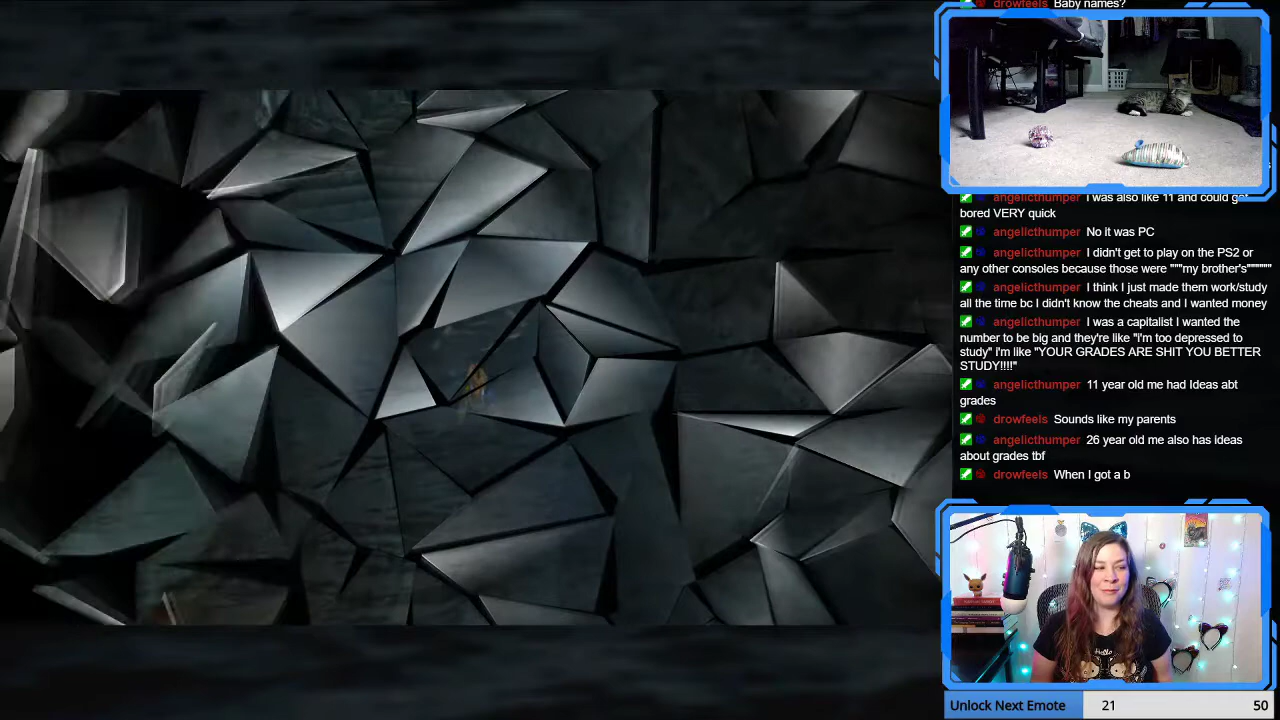 drowfeels Baby names?
angelicthumper I was also like 11 and could get
bored VERY quick
angelicthumper No it was PC
angelicthumper I didn't get to play on the PS2 or
any other consoles because those were """my brother's""""""
angelicthumper I think I just made them work/study
all the time bc I didn't know the cheats and I wanted money
angelicthumper I was a capitalist I wanted the
number to be big and they're like "I'm too depressed to
study" i'm like "YOUR GRADES ARE SHIT YOU BETTER
STUDY!!!!"
angelicthumper 11 year old me had Ideas abt
grades
drowfeels Sounds like my parents
angelicthumper 26 year old me also has ideas
about grades tbf
drowfeels When I got a b
Hello
Unlock Next Emote 21 50